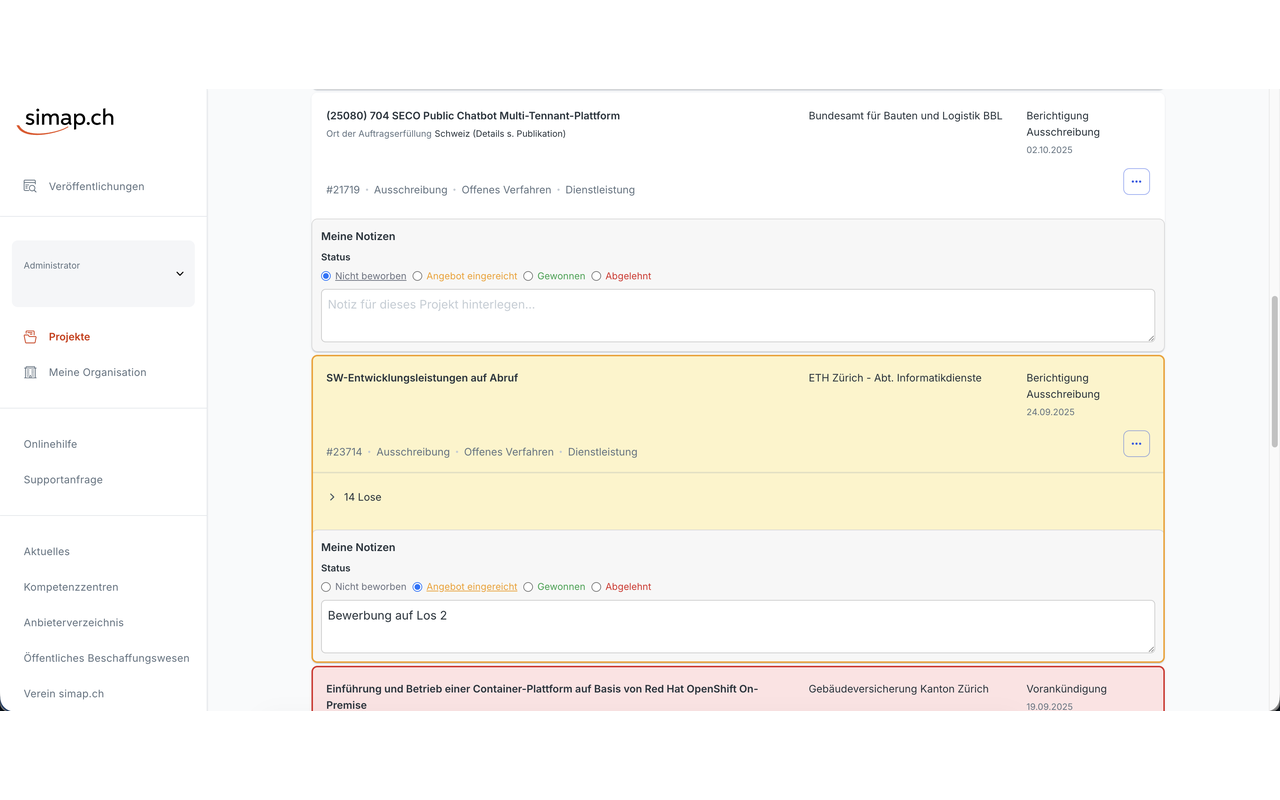 simap.ch
Veröffentlichungen
Administrator
Projekte
Meine Organisation
Onlinehilfe
Supportanfrage
Aktuelles
Kompetenzzentren
Anbieterverzeichnis
Öffentliches Beschaffungswesen
Verein simap.ch
(25080) 704 SECO Public Chatbot Multi-Tennant-Plattform
Ort der Auftragserfüllung Schweiz (Details s. Publikation)
Bundesamt für Bauten und Logistik BBL
Berichtigung
Ausschreibung
02.10.2025
#21719 · Ausschreibung · Offenes Verfahren · Dienstleistung
Meine Notizen
Status
Nicht beworben Angebot eingereicht Gewonnen Abgelehnt
Notiz für dieses Projekt hinterlegen...
SW-Entwicklungsleistungen auf Abruf
ETH Zürich - Abt. Informatikdienste
Berichtigung
Ausschreibung
24.09.2025
#23714 · Ausschreibung · Offenes Verfahren · Dienstleistung
14 Lose
Meine Notizen
Status
Nicht beworben Angebot eingereicht Gewonnen Abgelehnt
Bewerbung auf Los 2
Einführung und Betrieb einer Container-Plattform auf Basis von Red Hat OpenShift On-
Premise
Gebäudeversicherung Kanton Zürich
Vorankündigung
19.09.2025